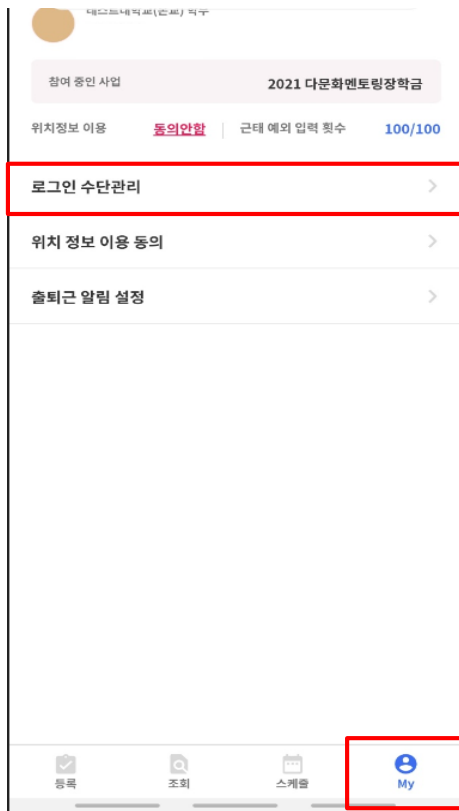 참여 중인 사업 2021 다문화멘토링장학금
위치정보 이용 동의안함 근태 예외 입력 횟수 100/100
로그인 수단관리
위치 정보 이용 동의
출퇴근 알림 설정
등록 조회 스케줄 My